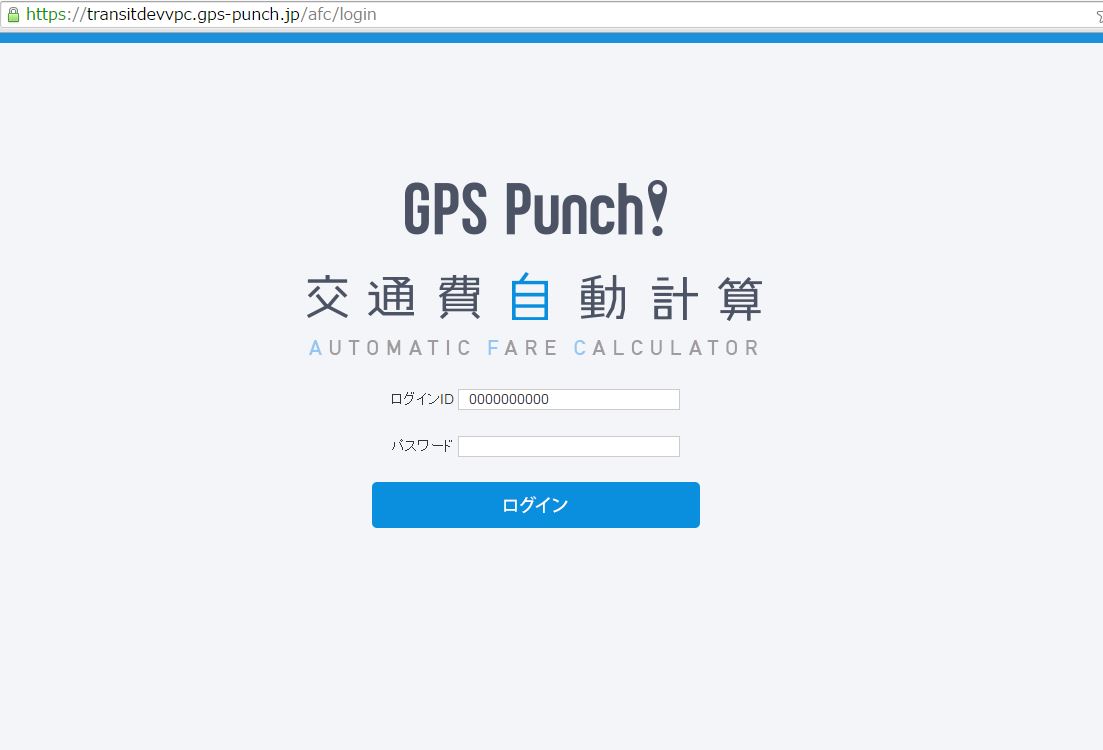 https://transitdevvpc.gps-punch.jp/afc/login
GPS Punch!
交通費自動計算
AUTOMATIC FARE CALCULATOR
ログインID 0000000000
パスワード
ログイン